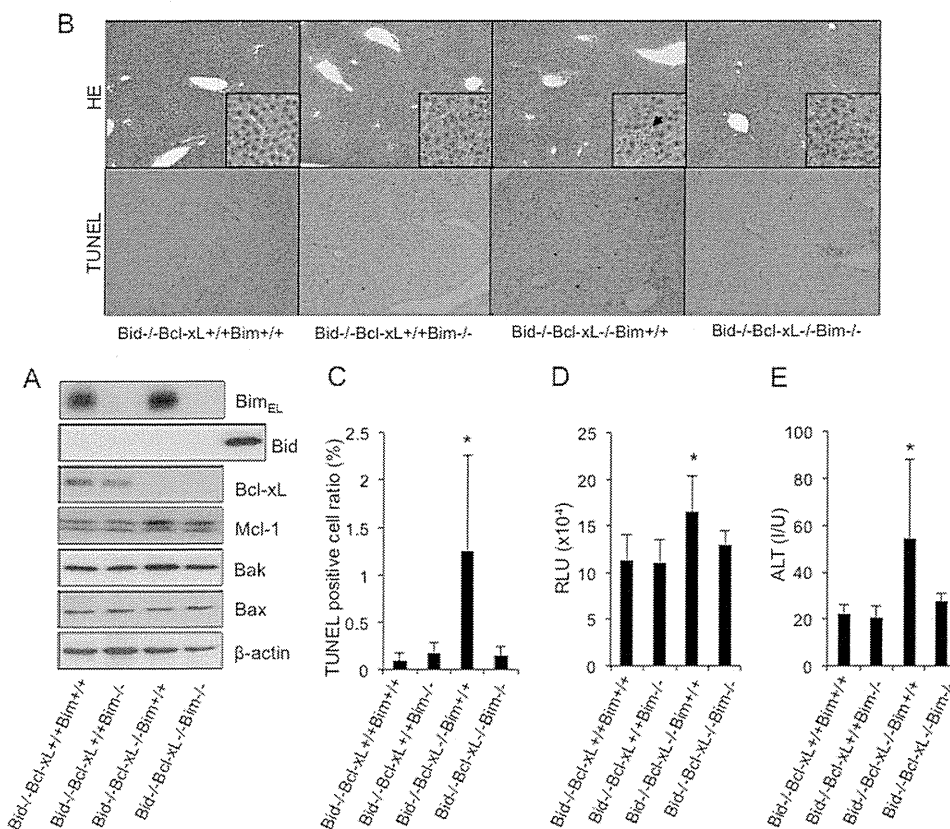 B
HE
TUNEL
Bid-/-Bcl-xL+/+Bim+/+
Bid-/-Bcl-xL+/+Bim-/-
Bid-/-Bcl-xL-/-Bim+/+
Bid-/-Bcl-xL-/-Bim-/-
A
BimEL
Bid
Bcl-xL
Mcl-1
Bak
Bax
β-actin
Bid-/-Bcl-xL+/+Bim+/+
Bid-/-Bcl-xL+/+Bim-/-
Bid-/-Bcl-xL-/-Bim+/+
Bid-/-Bcl-xL-/-Bim-/-
C
TUNEL positive cell ratio (%)
2.5
2
1.5
1
0.5
0
*
Bid-/-Bcl-xL+/+Bim+/+
Bid-/-Bcl-xL+/+Bim-/-
Bid-/-Bcl-xL-/-Bim+/+
Bid-/-Bcl-xL-/-Bim-/-
D
RLU (x10⁴)
25
20
15
10
5
0
*
Bid-/-Bcl-xL+/+Bim+/+
Bid-/-Bcl-xL+/+Bim-/-
Bid-/-Bcl-xL-/-Bim+/+
Bid-/-Bcl-xL-/-Bim-/-
E
ALT (I/U)
100
80
60
40
20
0
*
Bid-/-Bcl-xL+/+Bim+/+
Bid-/-Bcl-xL+/+Bim-/-
Bid-/-Bcl-xL-/-Bim+/+
Bid-/-Bcl-xL-/-Bim-/-